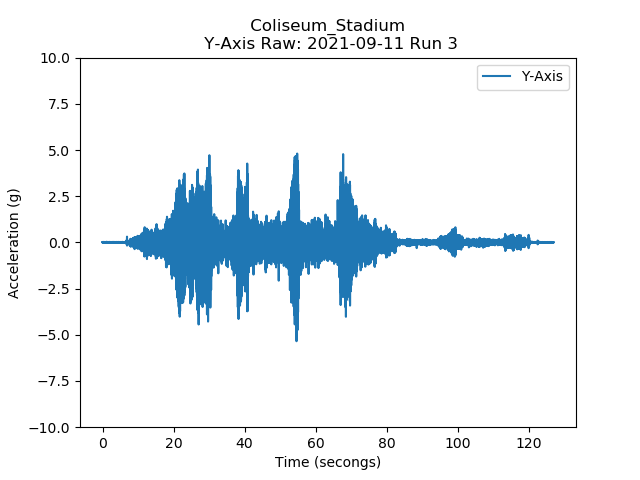 Coliseum_Stadium
Y-Axis Raw: 2021-09-11 Run 3
Y-Axis
Acceleration (g)
10.0
7.5
5.0
2.5
0.0
−2.5
−5.0
−7.5
−10.0
0 20 40 60 80 100 120
Time (secongs)